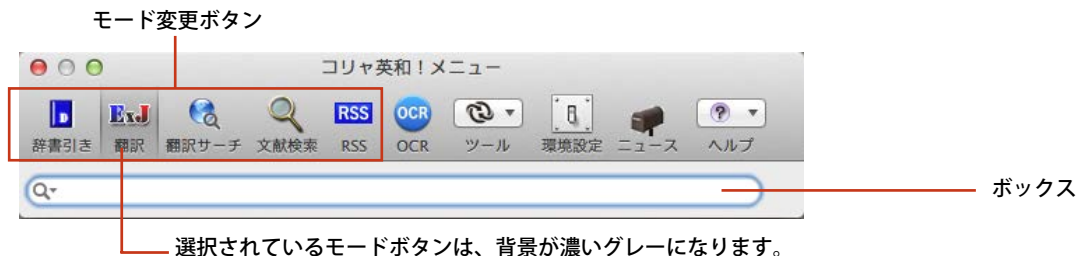 モード変更ボタン
コリャ英和！メニュー
D ExJ RSS OCR ?
辞書引き 翻訳 翻訳サーチ 文献検索 RSS OCR ツール 環境設定 ニュース ヘルプ
ボックス
選択されているモードボタンは、背景が濃いグレーになります。